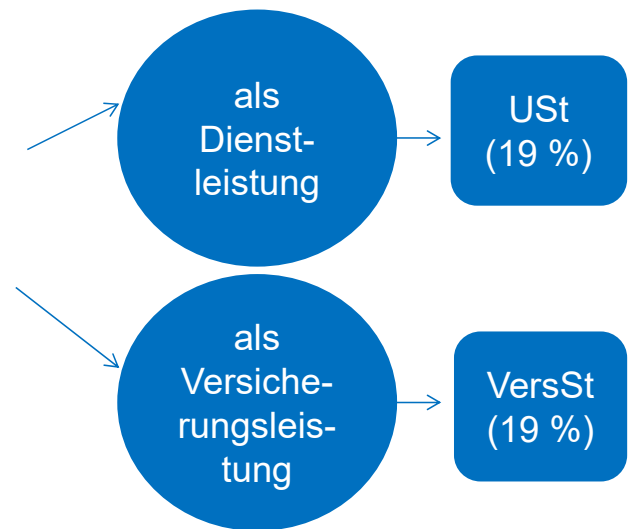 als
Dienst-
leistung
USt
(19 %)
als
Versiche-
rungsleis-
tung
VersSt
(19 %)